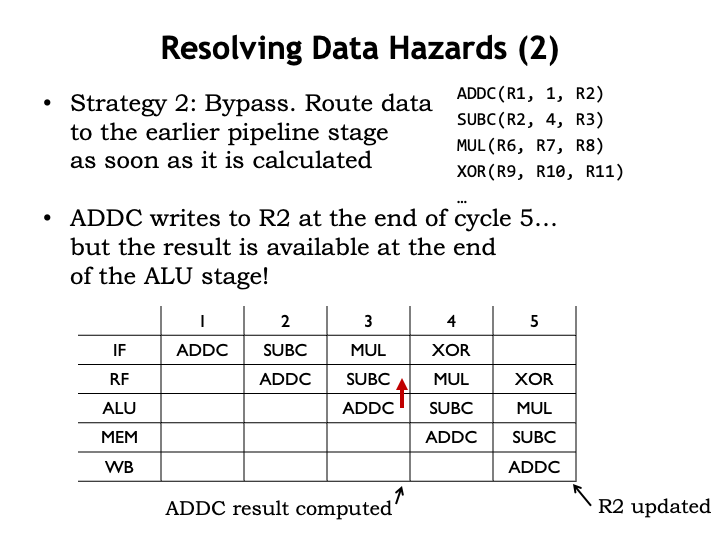 Resolving Data Hazards (2)
• Strategy 2: Bypass. Route data
to the earlier pipeline stage
as soon as it is calculated
ADDC(R1, 1, R2)
SUBC(R2, 4, R3)
MUL(R6, R7, R8)
XOR(R9, R10, R11)
…
• ADDC writes to R2 at the end of cycle 5…
but the result is available at the end
of the ALU stage!
1 2 3 4 5
IF ADDC SUBC MUL XOR
RF ADDC SUBC MUL XOR
ALU ADDC SUBC MUL
MEM ADDC SUBC
WB ADDC
ADDC result computed
R2 updated